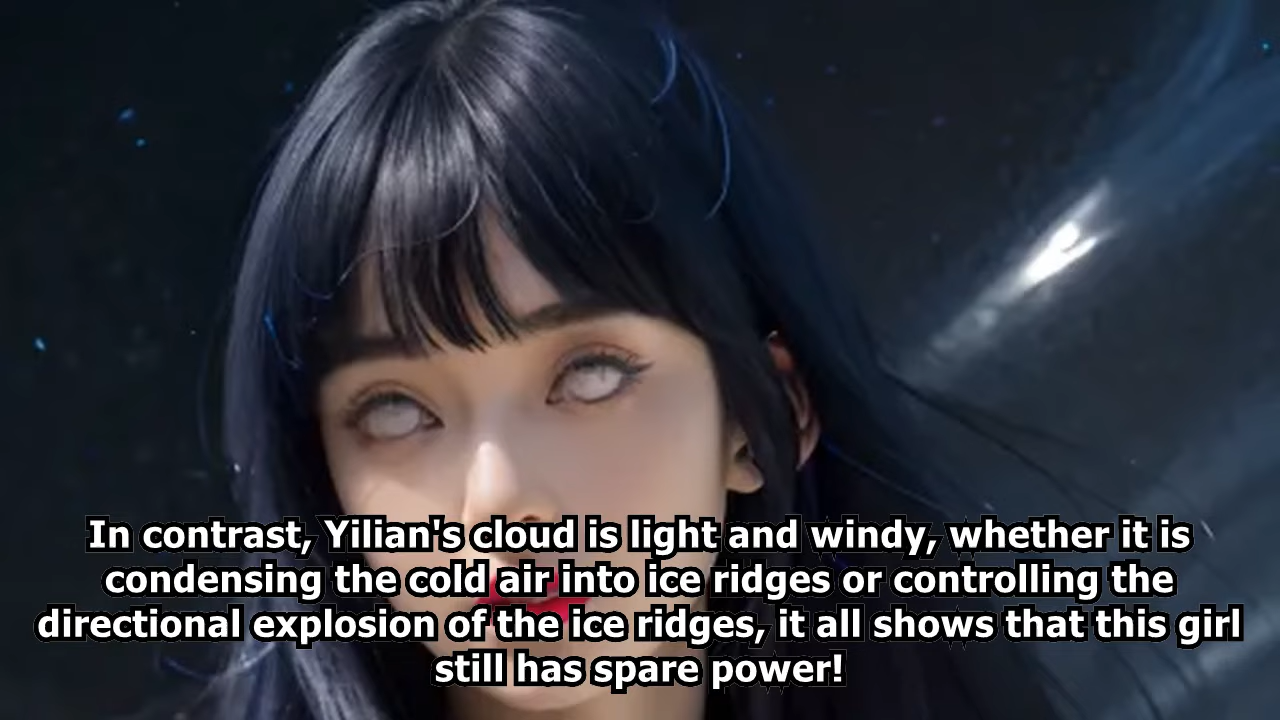 In contrast, Yilian's cloud is light and windy, whether it is
condensing the cold air into ice ridges or controlling the
directional explosion of the ice ridges, it all shows that this girl
still has spare power!